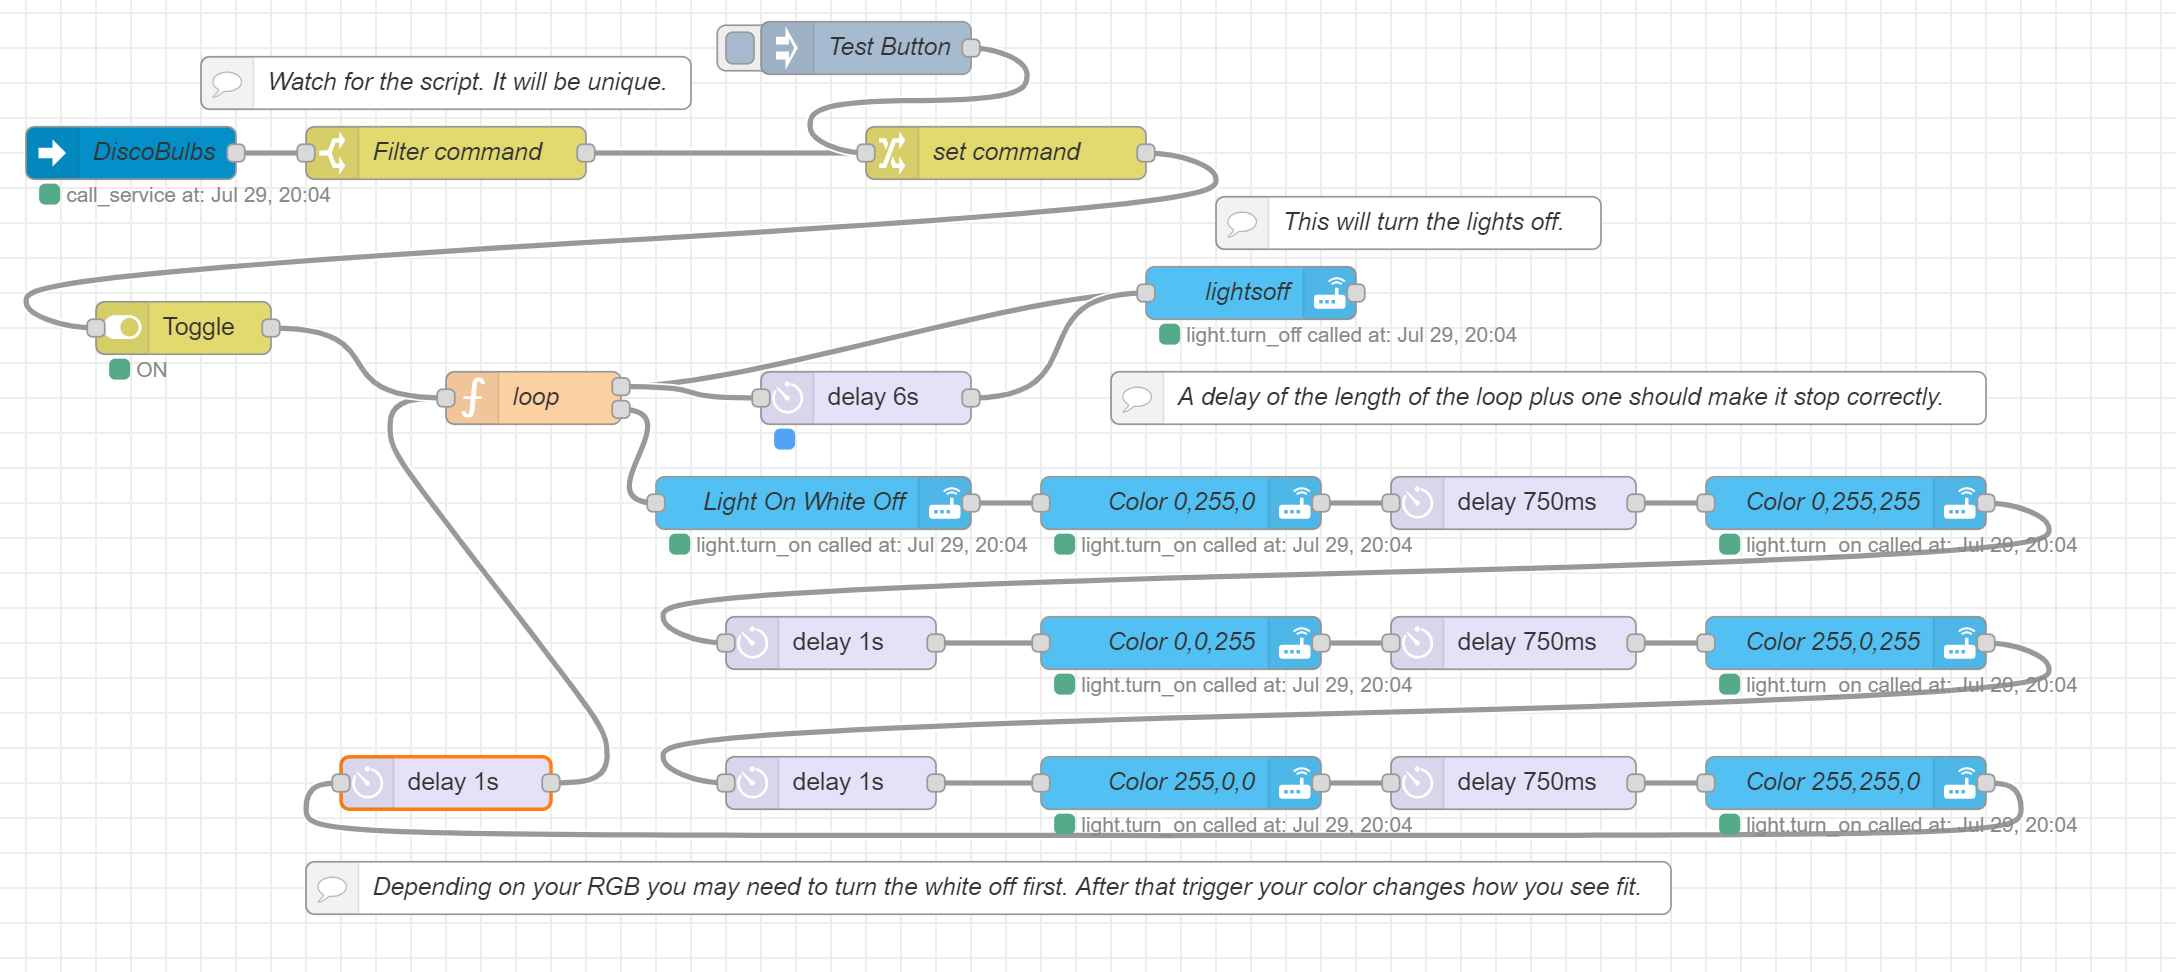 Test Button
Watch for the script. It will be unique.
DiscoBulbs
Filter command
set command
call_service at: Jul 29, 20:04
This will turn the lights off.
lightsoff
light.turn_off called at: Jul 29, 20:04
Toggle
ON
loop
delay 6s
A delay of the length of the loop plus one should make it stop correctly.
Light On White Off
Color 0,255,0
delay 750ms
Color 0,255,255
light.turn_on called at: Jul 29, 20:04
light.turn_on called at: Jul 29, 20:04
light.turn_on called at: Jul 29, 20:04
delay 1s
Color 0,0,255
delay 750ms
Color 255,0,255
light.turn_on called at: Jul 29, 20:04
light.turn_on called at: Jul 29, 20:04
delay 1s
delay 1s
Color 255,0,0
delay 750ms
Color 255,255,0
light.turn_on called at: Jul 29, 20:04
light.turn_on called at: Jul 29, 20:04
Depending on your RGB you may need to turn the white off first. After that trigger your color changes how you see fit.